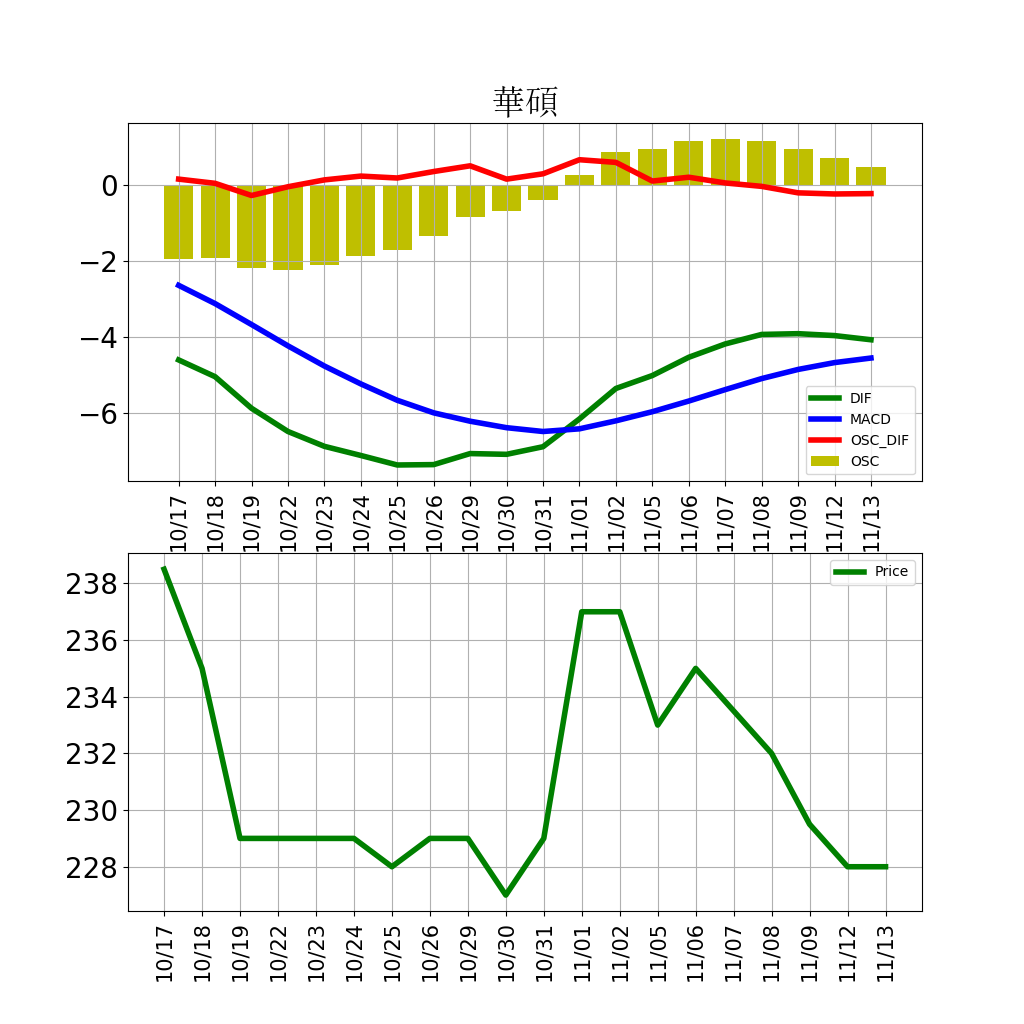 華碩
0
−2
−4
−6
DIF
MACD
OSC_DIF
OSC
10/17 10/18 10/19 10/22 10/23 10/24 10/25 10/26 10/29 10/30 10/31 11/01 11/02 11/05 11/06 11/07 11/08 11/09 11/12 11/13
Price
238
236
234
232
230
228
10/17 10/18 10/19 10/22 10/23 10/24 10/25 10/26 10/29 10/30 10/31 11/01 11/02 11/05 11/06 11/07 11/08 11/09 11/12 11/13